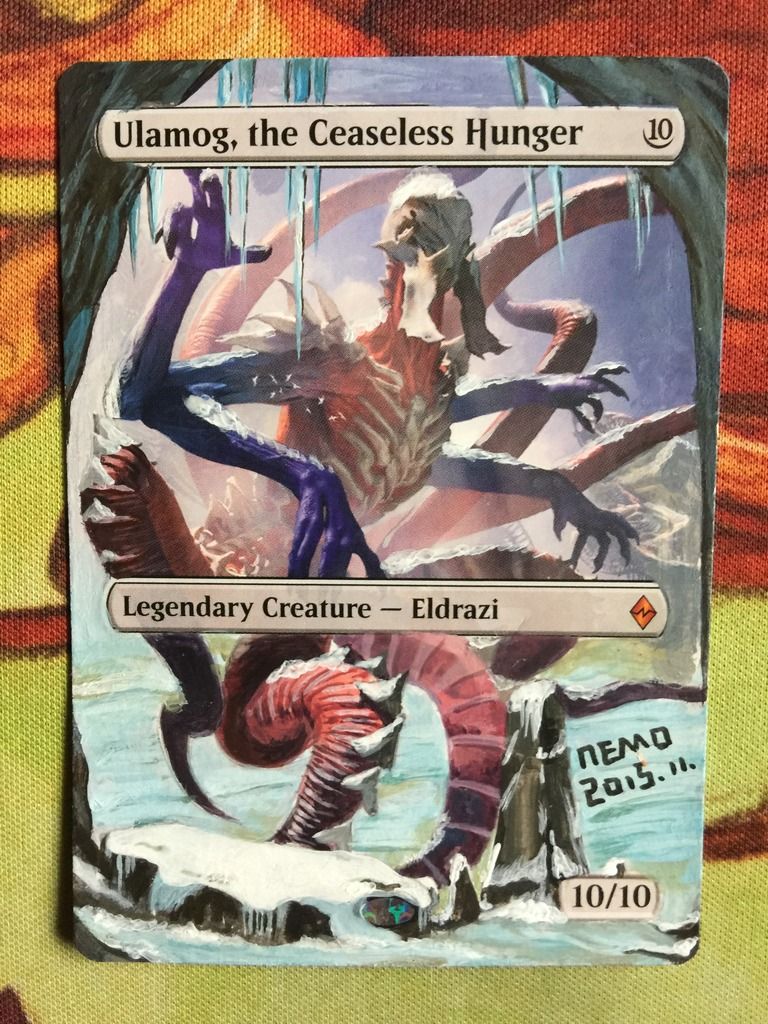 Ulamog, the Ceaseless Hunger 10
Legendary Creature — Eldrazi
NEMO
2015.11.
10/10